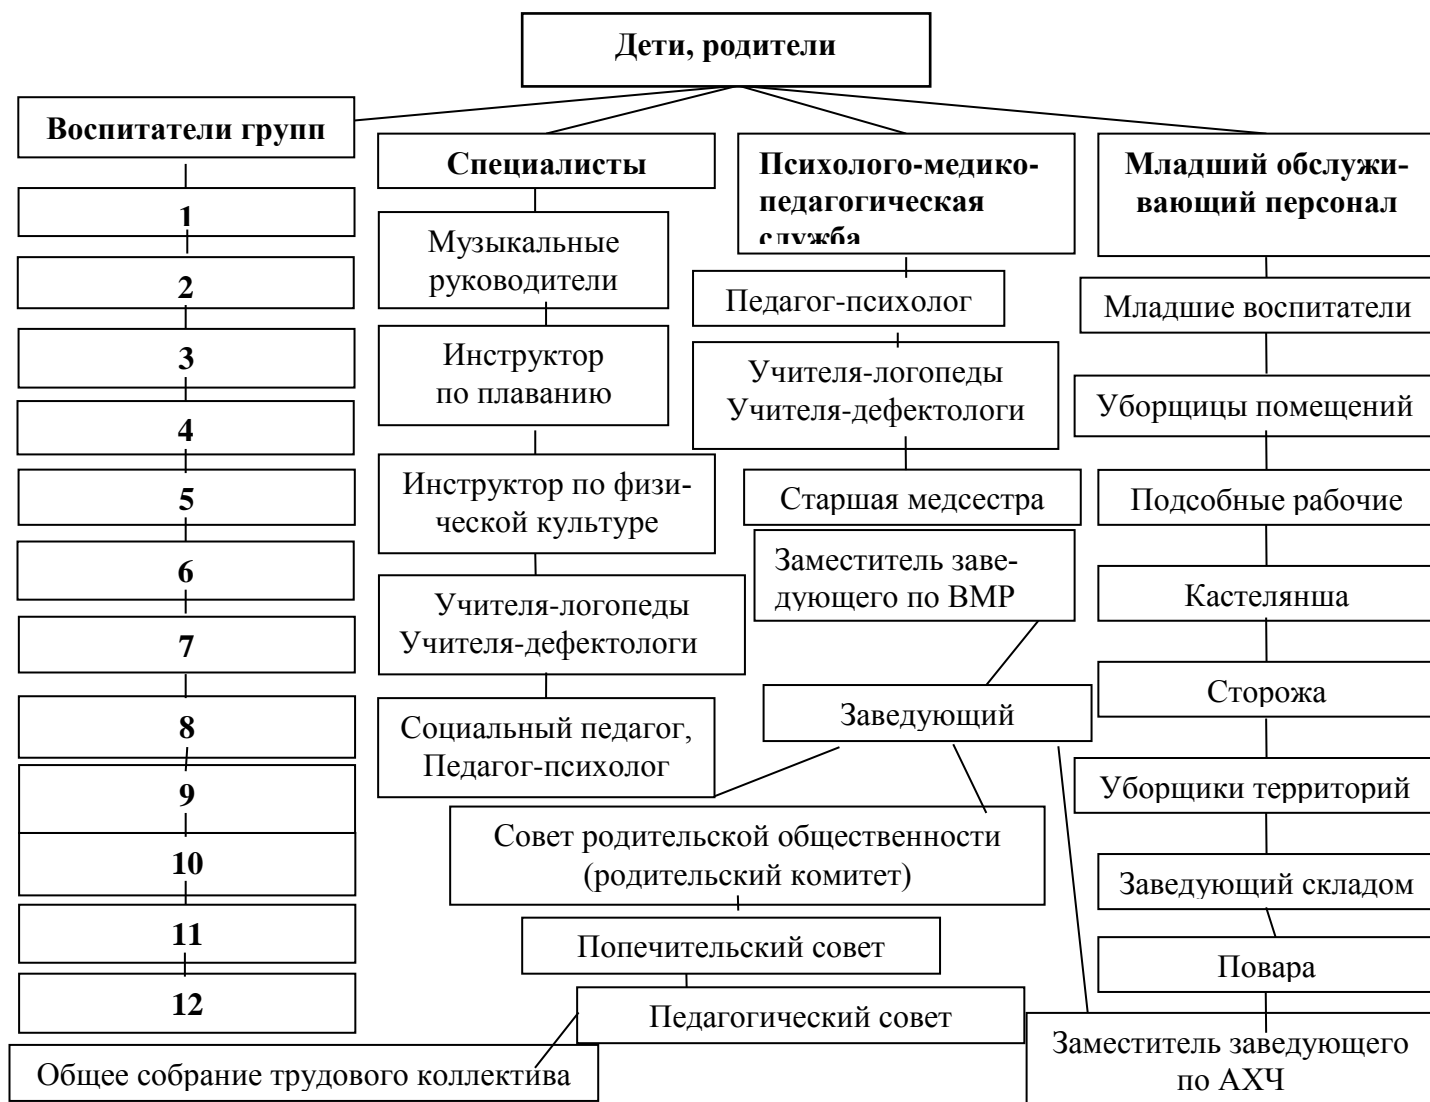 Дети, родители
Воспитатели групп
1
2
3
4
5
6
7
8
9
10
11
12
Специалисты
Музыкальные
руководители
Инструктор
по плаванию
Инструктор по физи-
ческой культуре
Учителя-логопеды
Учителя-дефектологи
Социальный педагог,
Педагог-психолог
Психолого-медико-
педагогическая
служба
Педагог-психолог
Учителя-логопеды
Учителя-дефектологи
Старшая медсестра
Заместитель заве-
дующего по ВМР
Заведующий
Совет родительской общественности
(родительский комитет)
Попечительский совет
Педагогический совет
Общее собрание трудового коллектива
Младший обслужи-
вающий персонал
Младшие воспитатели
Уборщицы помещений
Подсобные рабочие
Кастелянша
Сторожа
Уборщики территорий
Заведующий складом
Повара
Заместитель заведующего
по АХЧ